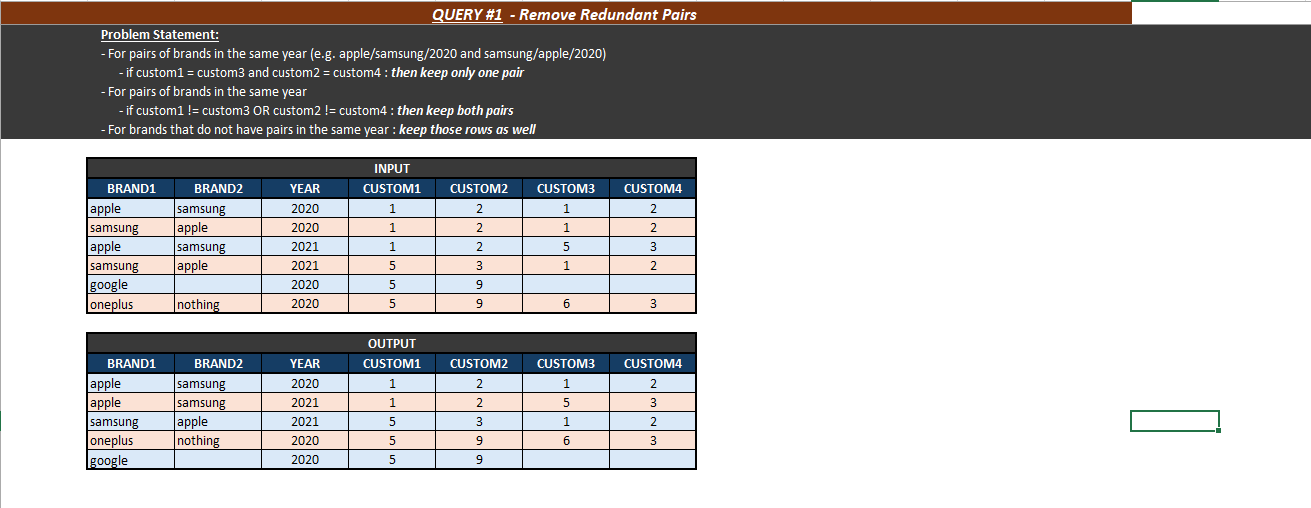 QUERY #1 - Remove Redundant Pairs
Problem Statement:
- For pairs of brands in the same year (e.g. apple/samsung/2020 and samsung/apple/2020)
- if custom1 = custom3 and custom2 = custom4 : then keep only one pair
- For pairs of brands in the same year
- if custom1 != custom3 OR custom2 != custom4 : then keep both pairs
- For brands that do not have pairs in the same year : keep those rows as well
INPUT
BRAND1 BRAND2 YEAR CUSTOM1 CUSTOM2 CUSTOM3 CUSTOM4
apple samsung 2020 1 2 1 2
samsung apple 2020 1 2 1 2
apple samsung 2021 1 2 5 3
samsung apple 2021 5 3 1 2
google 2020 5 9
oneplus nothing 2020 5 9 6 3
OUTPUT
BRAND1 BRAND2 YEAR CUSTOM1 CUSTOM2 CUSTOM3 CUSTOM4
apple samsung 2020 1 2 1 2
apple samsung 2021 1 2 5 3
samsung apple 2021 5 3 1 2
oneplus nothing 2020 5 9 6 3
google 2020 5 9